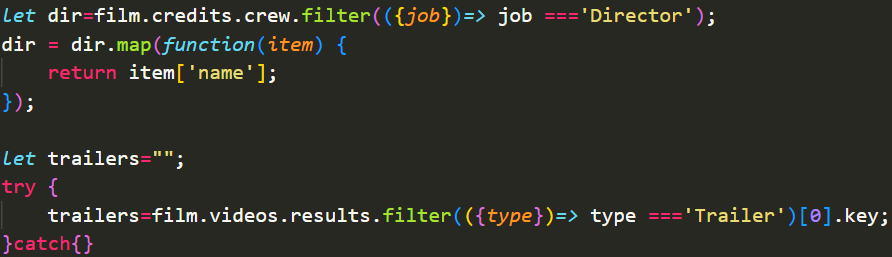 let dir=film.credits.crew.filter(({job})=> job ==='Director');
dir = dir.map(function(item) {
    return item['name'];
});

let trailers="";
try {
    trailers=film.videos.results.filter(({type})=> type ==='Trailer')[0].key;
}catch{}